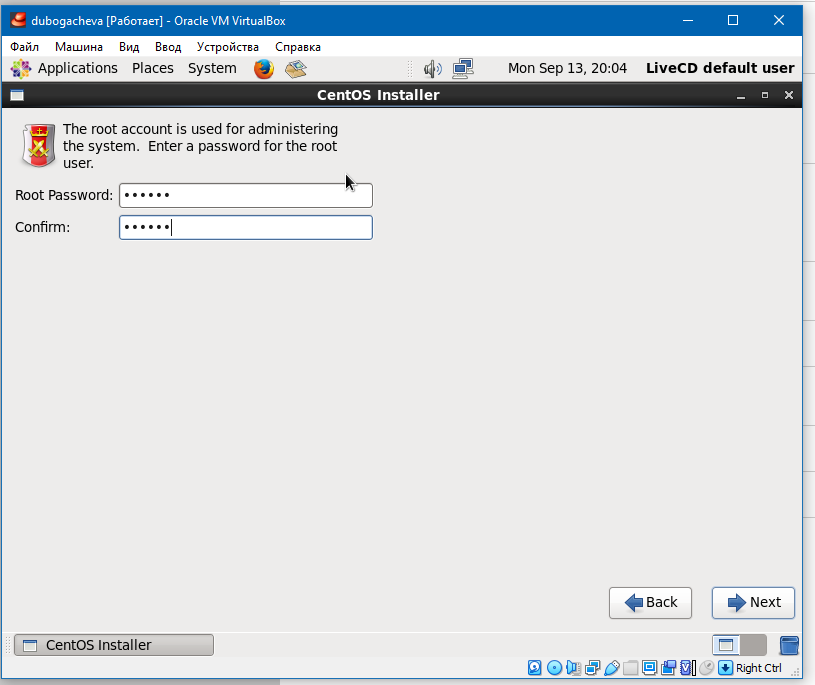 dubogacheva [Работает] - Oracle VM VirtualBox
Файл Машина Вид Ввод Устройства Справка
Applications Places System Mon Sep 13, 20:04 LiveCD default user
CentOS Installer
The root account is used for administering
the system. Enter a password for the root
user.
Root Password: ••••••
Confirm: ••••••
Back Next
CentOS Installer
Right Ctrl